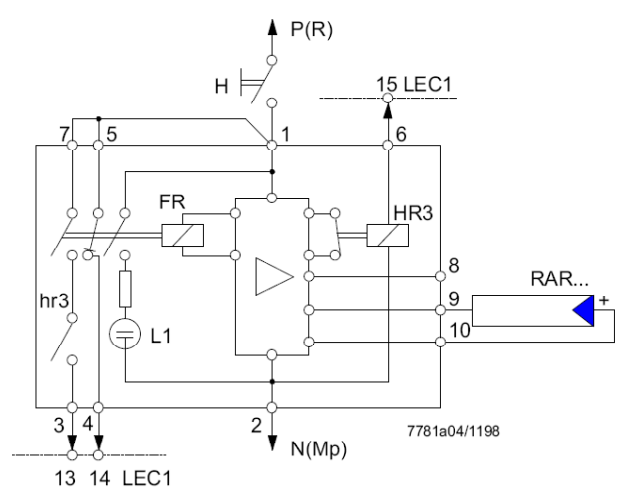 P(R)
H
15 LEC1
7 5 1 6
FR
HR3
8
RAR...
9
+
hr3
10
L1
3 4 2
7781a04/1198
N(Mp)
13 14 LEC1